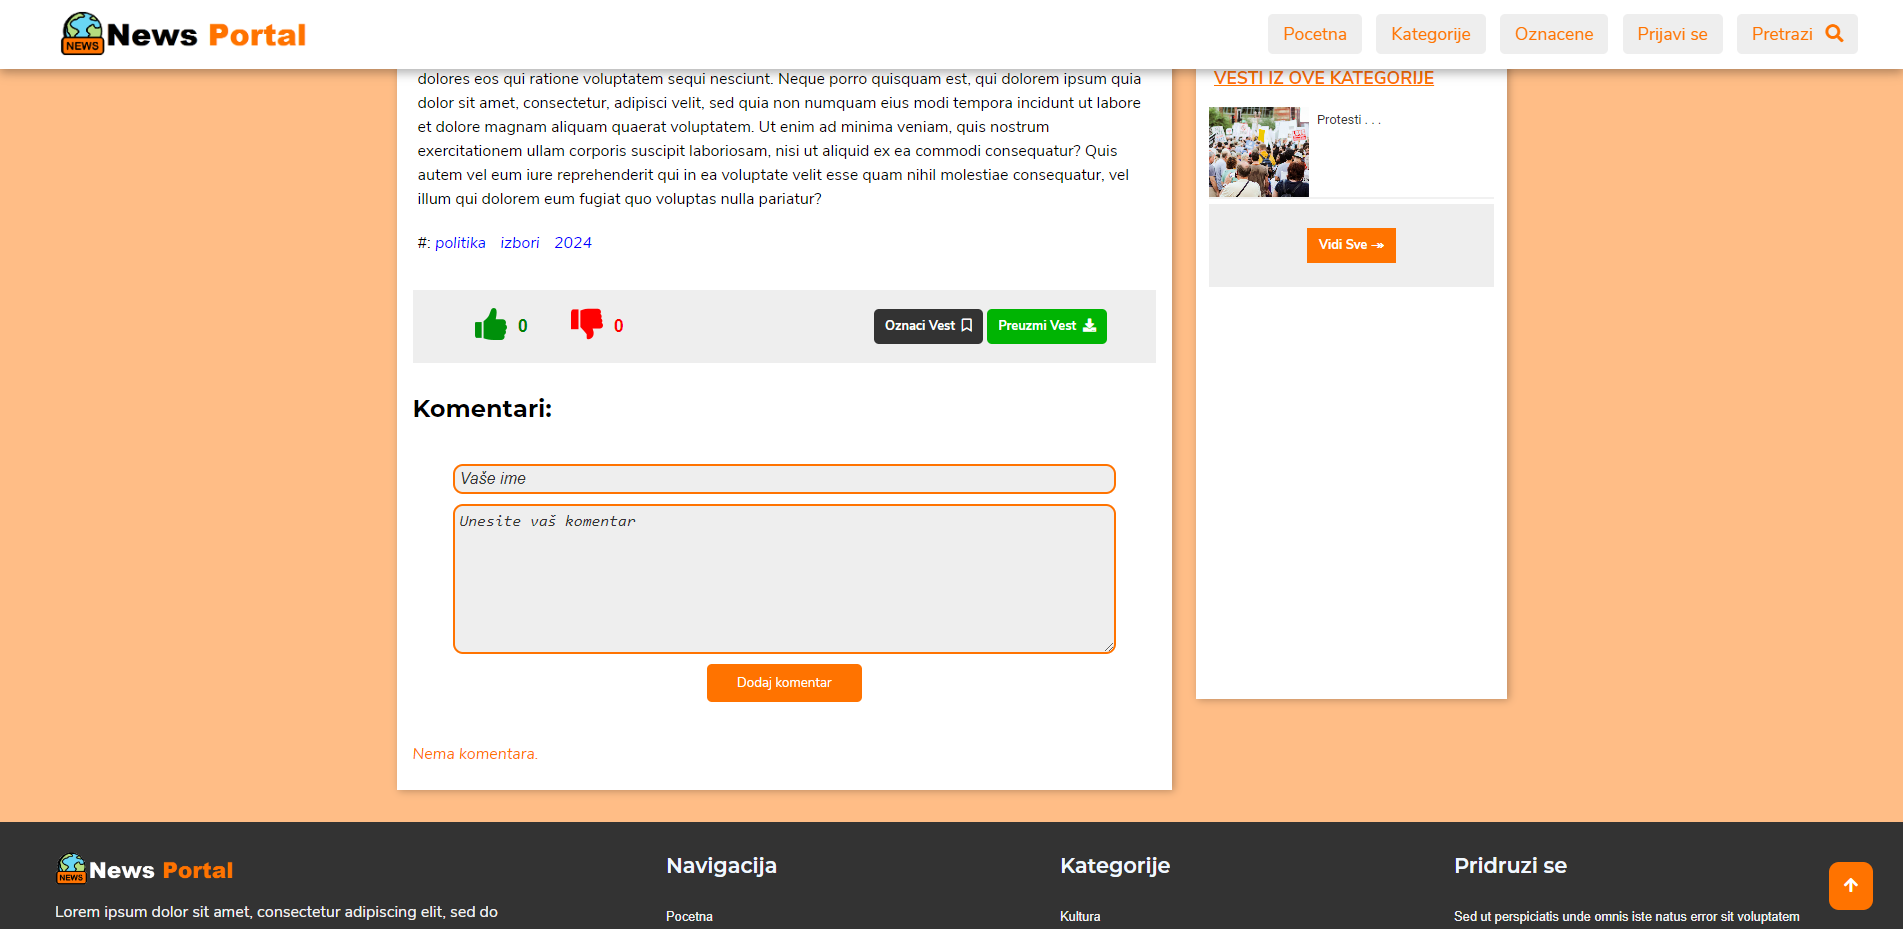 NEWS News Portal
Pocetna
Kategorije
Oznacene
Prijavi se
Pretrazi
dolores eos qui ratione voluptatem sequi nesciunt. Neque porro quisquam est, qui dolorem ipsum quia
dolor sit amet, consectetur, adipisci velit, sed quia non numquam eius modi tempora incidunt ut labore
et dolore magnam aliquam quaerat voluptatem. Ut enim ad minima veniam, quis nostrum
exercitationem ullam corporis suscipit laboriosam, nisi ut aliquid ex ea commodi consequatur? Quis
autem vel eum iure reprehenderit qui in ea voluptate velit esse quam nihil molestiae consequatur, vel
illum qui dolorem eum fugiat quo voluptas nulla pariatur?
#: politika izbori 2024
0
0
Oznaci Vest
Preuzmi Vest
Komentari:
Vaše ime
Unesite vaš komentar
Dodaj komentar
Nema komentara.
VESTI IZ OVE KATEGORIJE
Protesti . . .
Vidi Sve ↠
NEWS News Portal
Lorem ipsum dolor sit amet, consectetur adipiscing elit, sed do
Navigacija
Pocetna
Kategorije
Kultura
Pridruzi se
Sed ut perspiciatis unde omnis iste natus error sit voluptatem